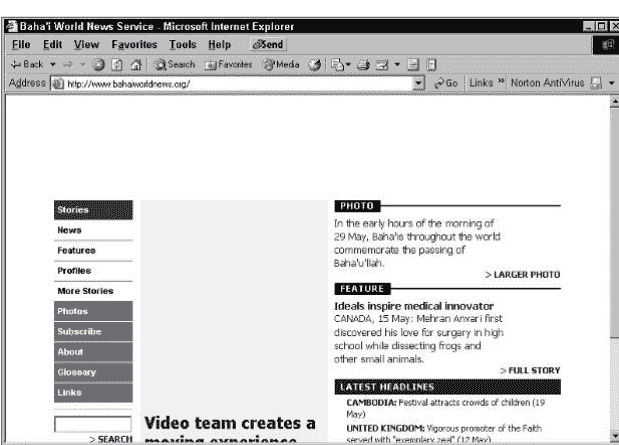 Baha'i World News Service - Microsoft Internet Explorer
File Edit View Favorites Tools Help Send
Back Search Favorites Media
Address http://www.bahaiworldnews.org/ Go Links » Norton AntiVirus
Stories
News
Features
Profiles
More Stories
Photos
Subscribe
About
Glossary
Links
> SEARCH
Video team creates a
moving experience
PHOTO
In the early hours of the morning of
29 May, Baha'is throughout the world
commemorate the passing of
Baha'u'llah.
> LARGER PHOTO
FEATURE
Ideals inspire medical innovator
CANADA, 15 May: Mehran Anvari first
discovered his love for surgery in high
school while dissecting frogs and
other small animals.
> FULL STORY
LATEST HEADLINES
CAMBODIA: Festival attracts crowds of children (19
May)
UNITED KINGDOM: Vigorous promoter of the Faith
served with "exemplary zeal" (12 May)